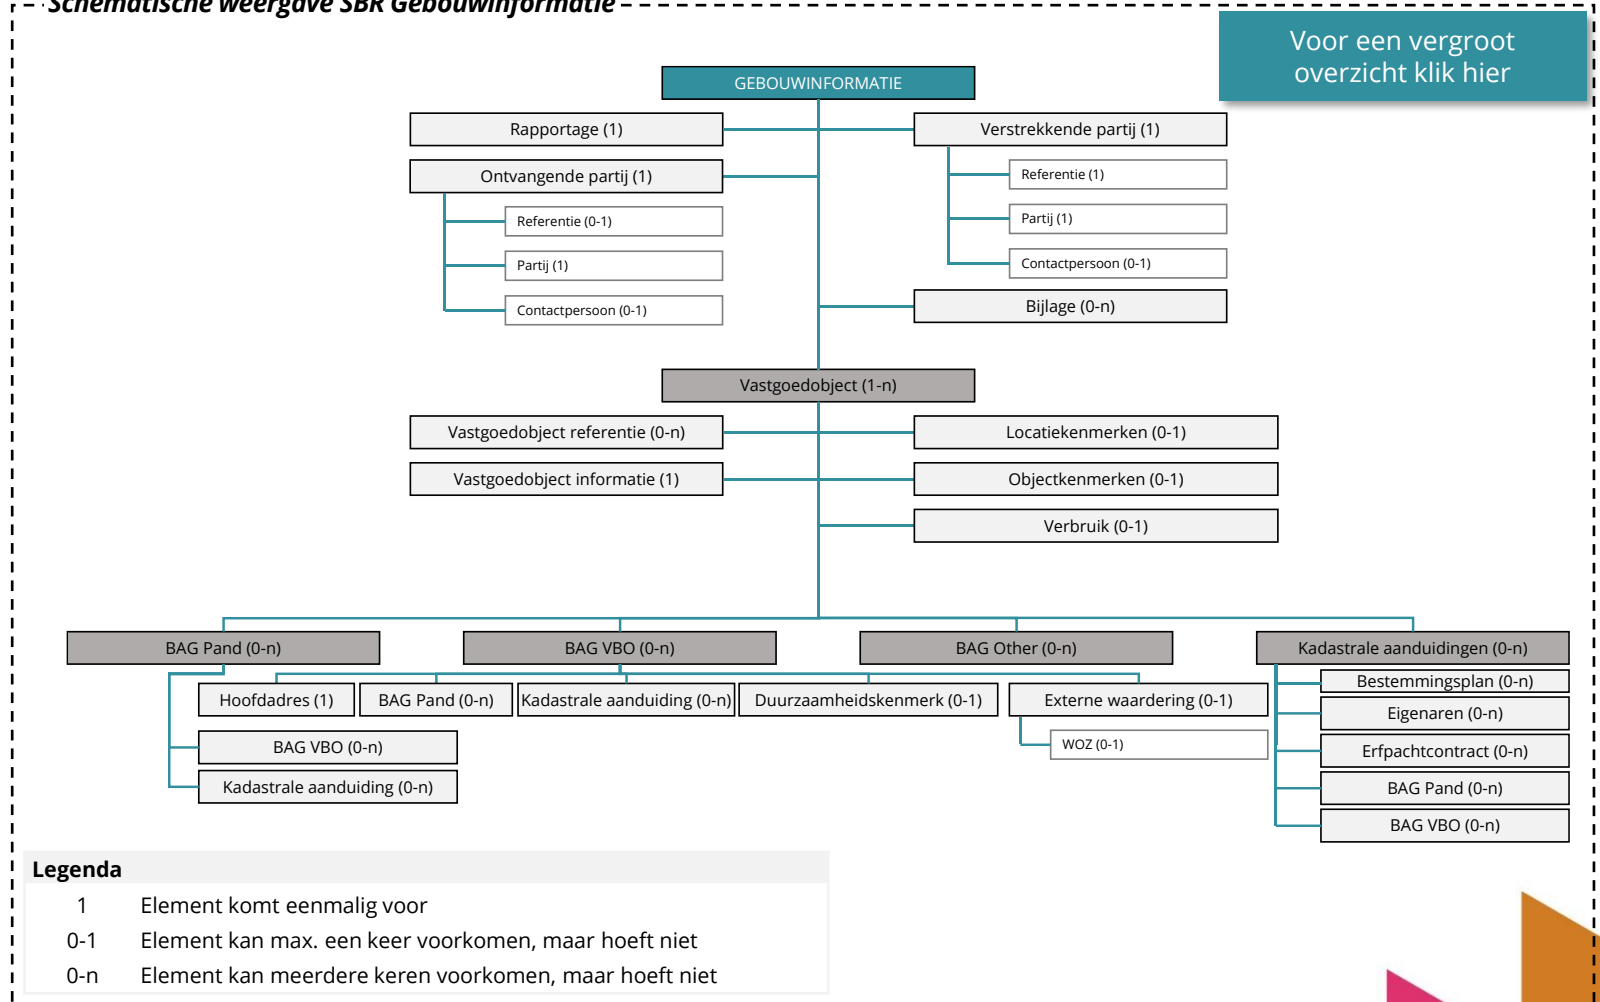 Schematische weergave SBR Gebouwinformatie
Voor een vergroot
overzicht klik hier
GEBOUWINFORMATIE
Rapportage (1)
Verstrekkende partij (1)
Ontvangende partij (1)
Referentie (1)
Referentie (0-1)
Partij (1)
Partij (1)
Contactpersoon (0-1)
Contactpersoon (0-1)
Bijlage (0-n)
Vastgoedobject (1-n)
Vastgoedobject referentie (0-n)
Locatiekenmerken (0-1)
Vastgoedobject informatie (1)
Objectkenmerken (0-1)
Verbruik (0-1)
BAG Pand (0-n)
BAG VBO (0-n)
BAG Other (0-n)
Kadastrale aanduidingen (0-n)
Hoofdadres (1)
BAG Pand (0-n)
Kadastrale aanduiding (0-n)
Duurzaamheidskenmerk (0-1)
Externe waardering (0-1)
Bestemmingsplan (0-n)
Eigenaren (0-n)
BAG VBO (0-n)
WOZ (0-1)
Erfpachtcontract (0-n)
Kadastrale aanduiding (0-n)
BAG Pand (0-n)
BAG VBO (0-n)
Legenda
1 Element komt eenmalig voor
0-1 Element kan max. een keer voorkomen, maar hoeft niet
0-n Element kan meerdere keren voorkomen, maar hoeft niet